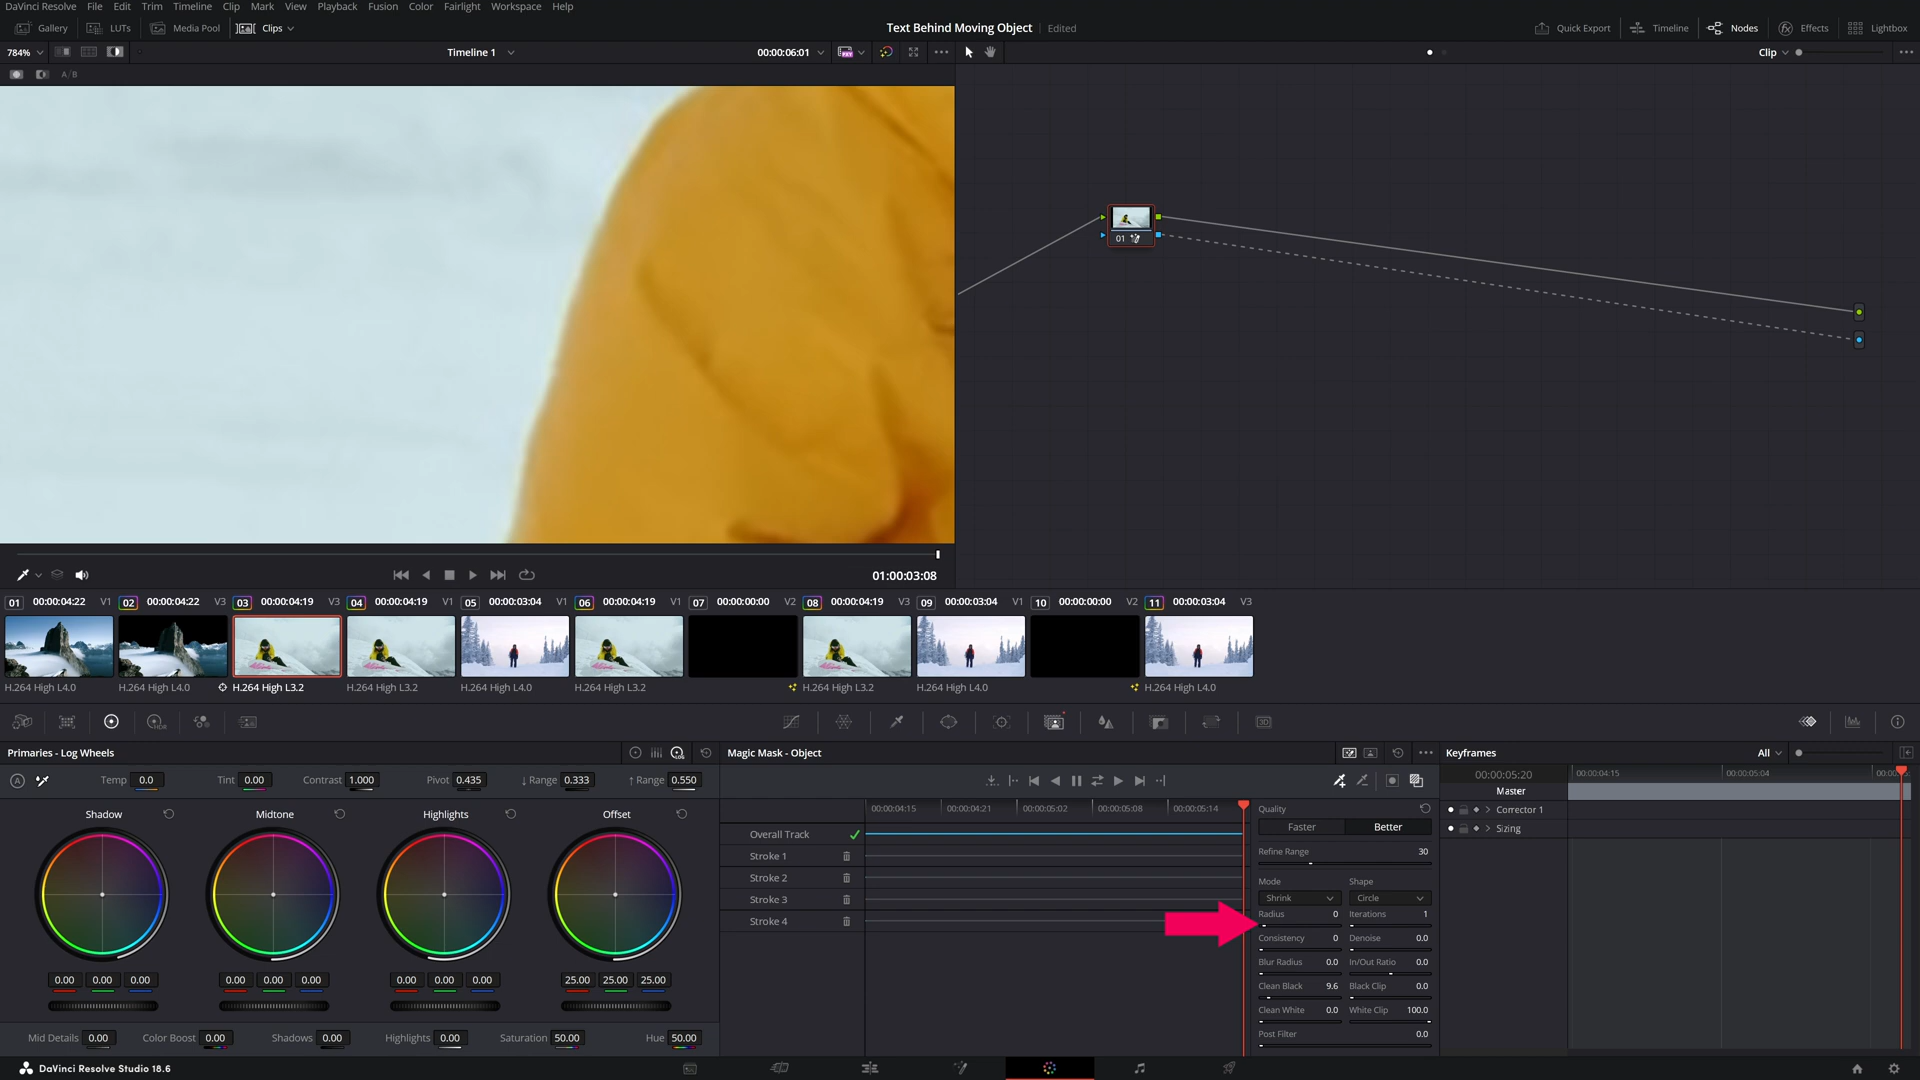 DaVinci Resolve File Edit Trim Timeline Clip Mark View Playback Fusion Color Fairlight Workspace Help
Gallery LUTs Media Pool Clips Text Behind Moving Object Edited Quick Export Timeline Nodes Effects Lightbox
784% Timeline 1 00:00:06:01 Clip
A/B
01
01:00:03:08
01 00:00:04:22 V1 02 00:00:04:22 V3 03 00:00:04:19 V3 04 00:00:04:19 V1 05 00:00:03:04 V1 06 00:00:04:19 V1 07 00:00:00:00 V2 08 00:00:04:19 V3 09 00:00:03:04 V1 10 00:00:00:00 V2 11 00:00:03:04 V3
H.264 High L4.0 H.264 High L4.0 H.264 High L3.2 H.264 High L3.2 H.264 High L4.0 H.264 High L3.2 H.264 High L3.2 H.264 High L4.0 H.264 High L4.0
HDR 3D
Primaries - Log Wheels Magic Mask - Object Keyframes All
A Temp 0.0 Tint 0.00 Contrast 1.000 Pivot 0.435 ↓ Range 0.333 ↑ Range 0.550
00:00:05:20 00:00:04:15 00:00:05:04
Master
Shadow Midtone Highlights Offset
00:00:04:15 00:00:04:21 00:00:05:02 00:00:05:08 00:00:05:14
Quality
Faster Better
Corrector 1
Sizing
Overall Track
Stroke 1
Stroke 2
Stroke 3
Stroke 4
Refine Range 30
Mode Shape
Shrink Circle
Radius 0 Iterations 1
Consistency 0 Denoise 0.0
Blur Radius 0.0 In/Out Ratio 0.0
Clean Black 9.6 Black Clip 0.0
Clean White 0.0 White Clip 100.0
Post Filter 0.0
0.00 0.00 0.00 0.00 0.00 0.00 0.00 0.00 0.00 25.00 25.00 25.00
Mid Details 0.00 Color Boost 0.00 Shadows 0.00 Highlights 0.00 Saturation 50.00 Hue 50.00
DaVinci Resolve Studio 18.6